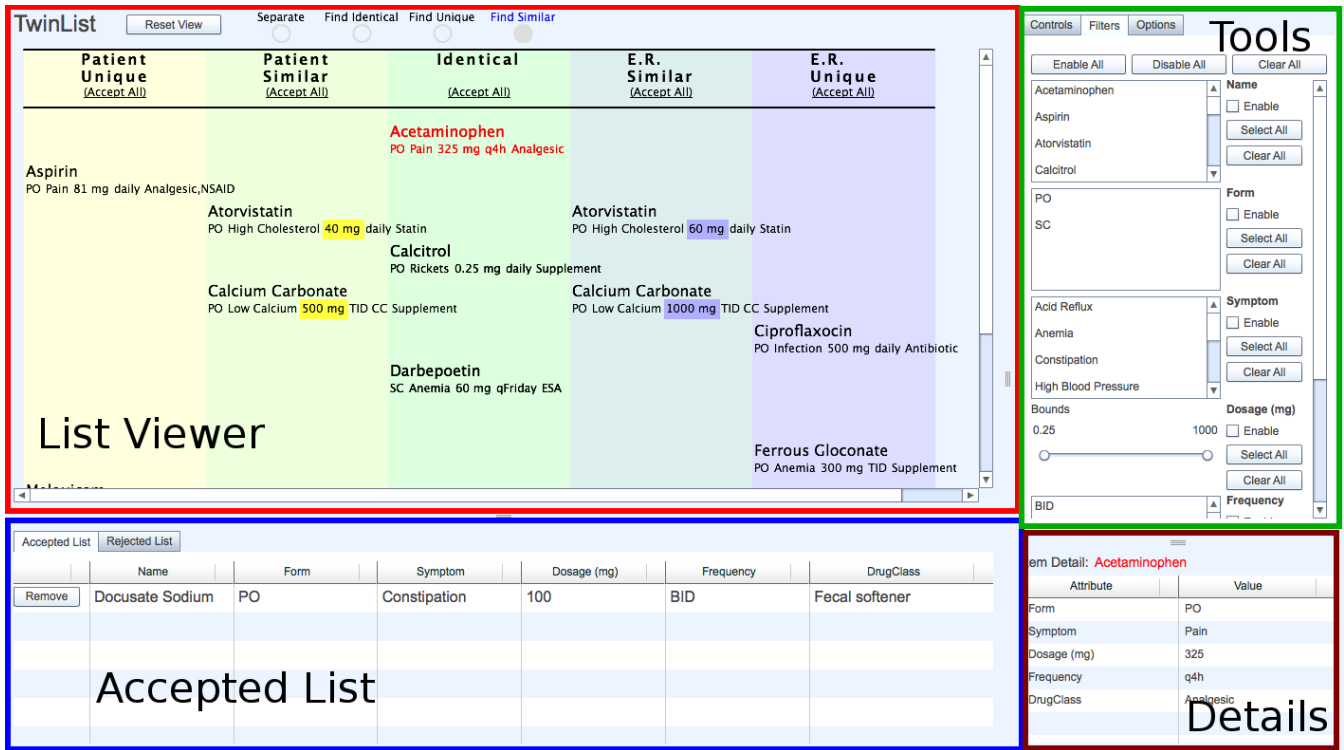 TwinList
Reset View
Separate Find Identical Find Unique Find Similar
Patient Unique (Accept All)
Patient Similar (Accept All)
Identical (Accept All)
E.R. Similar (Accept All)
E.R. Unique (Accept All)
Acetaminophen
PO Pain 325 mg q4h Analgesic
Aspirin
PO Pain 81 mg daily Analgesic,NSAID
Atorvistatin
PO High Cholesterol 40 mg daily Statin
Atorvistatin
PO High Cholesterol 60 mg daily Statin
Calcitrol
PO Rickets 0.25 mg daily Supplement
Calcium Carbonate
PO Low Calcium 500 mg TID CC Supplement
Calcium Carbonate
PO Low Calcium 1000 mg TID CC Supplement
Ciproflaxocin
PO Infection 500 mg daily Antibiotic
Darbepoetin
SC Anemia 60 mg qFriday ESA
List Viewer
Ferrous Gloconate
PO Anemia 300 mg TID Supplement
Controls Filters Options
Tools
Enable All Disable All Clear All
Acetaminophen
Aspirin
Atorvistatin
Calcitrol
Name
Enable
Select All
Clear All
PO
SC
Form
Enable
Select All
Clear All
Acid Reflux
Anemia
Constipation
High Blood Pressure
Symptom
Enable
Select All
Clear All
Bounds
0.25 1000
Dosage (mg)
Enable
Select All
Clear All
BID
Frequency
Accepted List Rejected List
Name Form Symptom Dosage (mg) Frequency DrugClass
Remove Docusate Sodium PO Constipation 100 BID Fecal softener
Accepted List
em Detail: Acetaminophen
Attribute Value
Form PO
Symptom Pain
Dosage (mg) 325
Frequency q4h
DrugClass Analgesic
Details